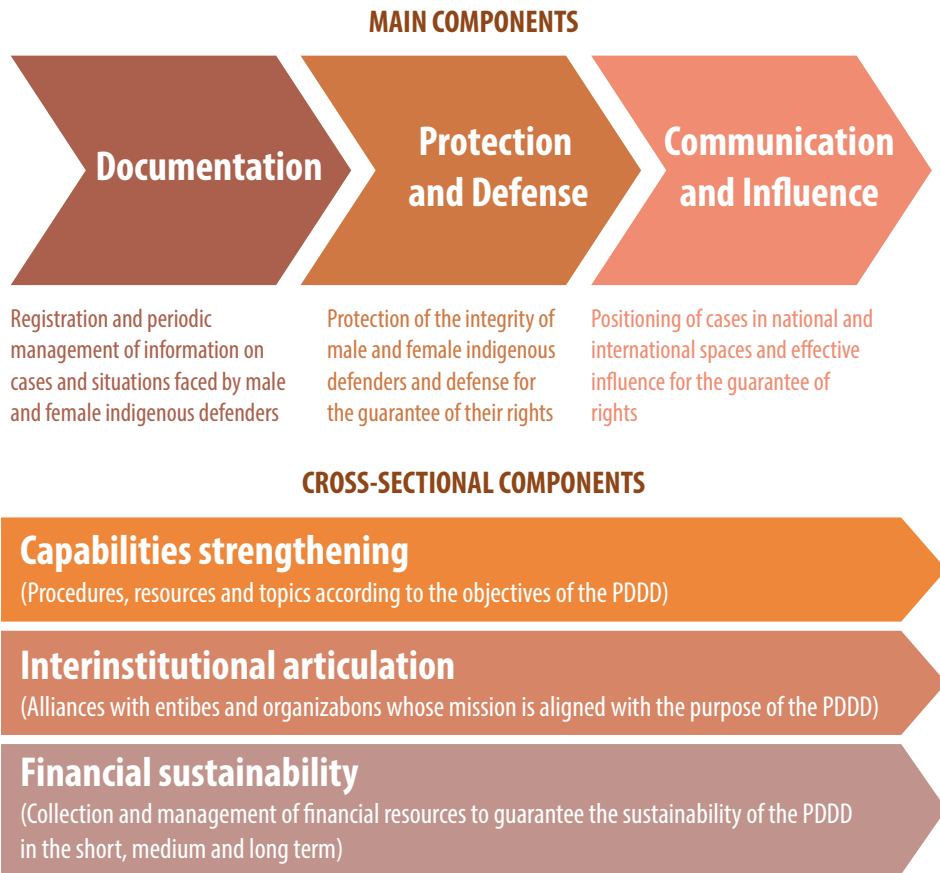 MAIN COMPONENTS
Documentation
Protection
and Defense
Communication
and Influence
Registration and periodic
management of information on
cases and situations faced by male
and female indigenous defenders
Protection of the integrity of
male and female indigenous
defenders and defense for
the guarantee of their rights
Positioning of cases in national and
international spaces and effective
influence for the guarantee of
rights
CROSS-SECTIONAL COMPONENTS
Capabilities strengthening
(Procedures, resources and topics according to the objectives of the PDDD)
Interinstitutional articulation
(Alliances with entibes and organizabons whose mission is aligned with the purpose of the PDDD)
Financial sustainability
(Collection and management of financial resources to guarantee the sustainability of the PDDD
in the short, medium and long term)